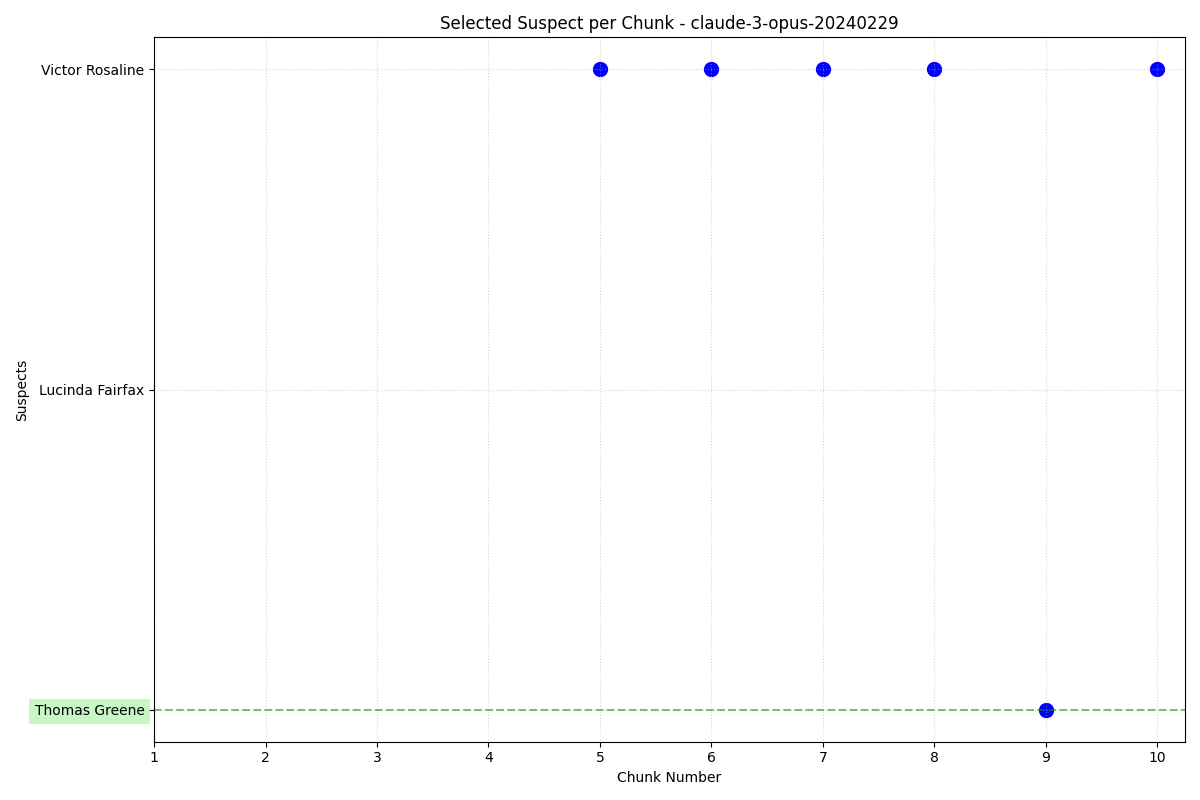 Selected Suspect per Chunk - claude-3-opus-20240229
Victor Rosaline
Suspects
Lucinda Fairfax
Thomas Greene
1 2 3 4 5 6 7 8 9 10
Chunk Number